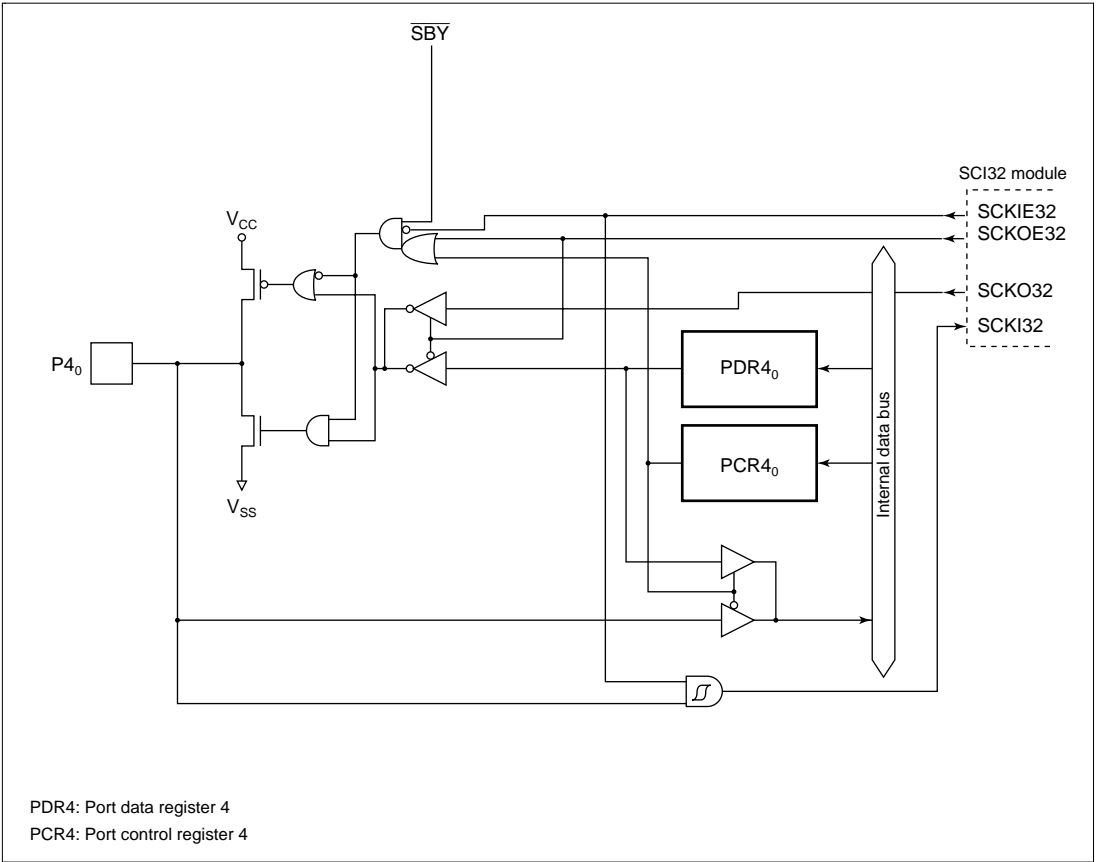 SBY
SCI32 module
SCKIE32
SCKOE32
VCC
SCKO32
SCKI32
P40
PDR40
PCR40
Internal data bus
VSS
PDR4: Port data register 4
PCR4: Port control register 4